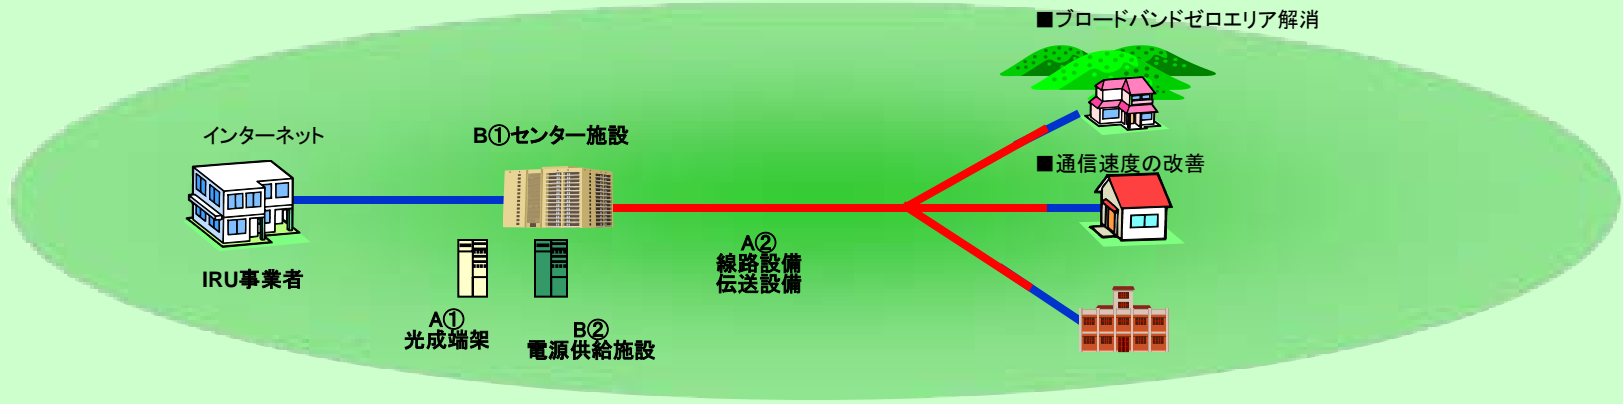 ■ブロードバンドゼロエリア解消
インターネット
B①センター施設
■通信速度の改善
IRU事業者
A②
線路設備
伝送設備
A①
光成端架
B②
電源供給施設